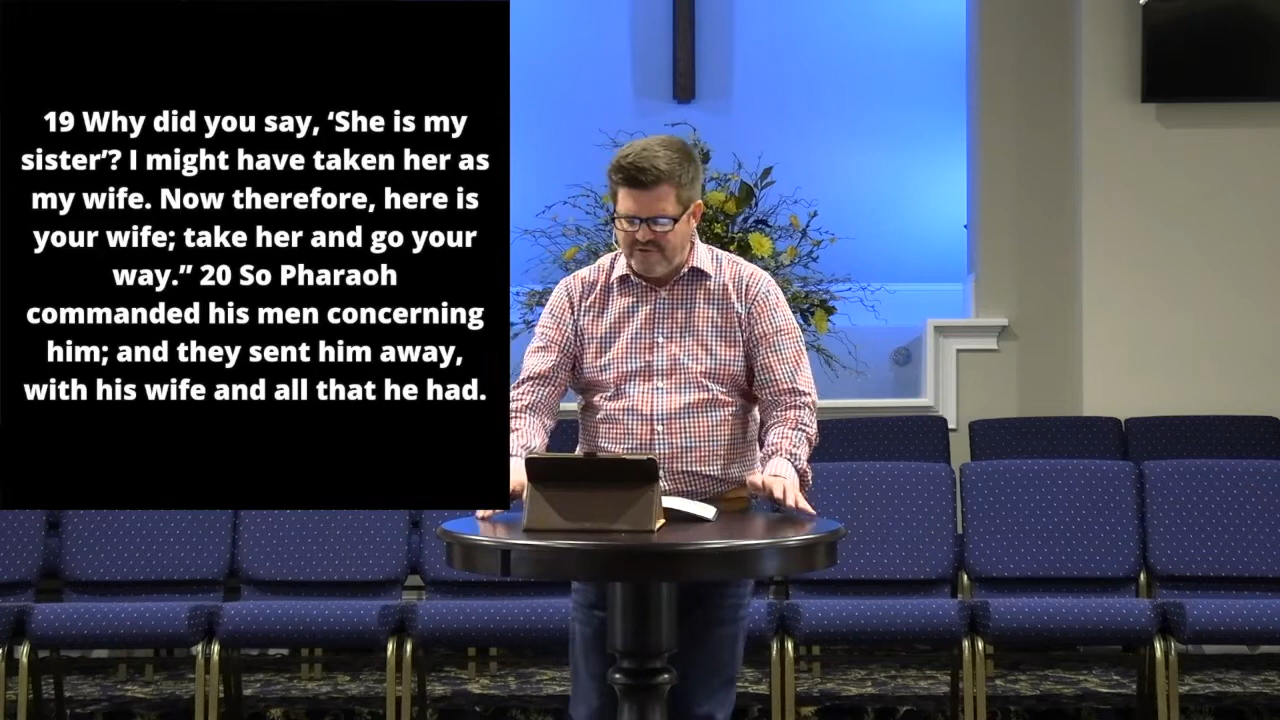 19 Why did you say, ‘She is my
sister’? I might have taken her as
my wife. Now therefore, here is
your wife; take her and go your
way.” 20 So Pharaoh
commanded his men concerning
him; and they sent him away,
with his wife and all that he had.